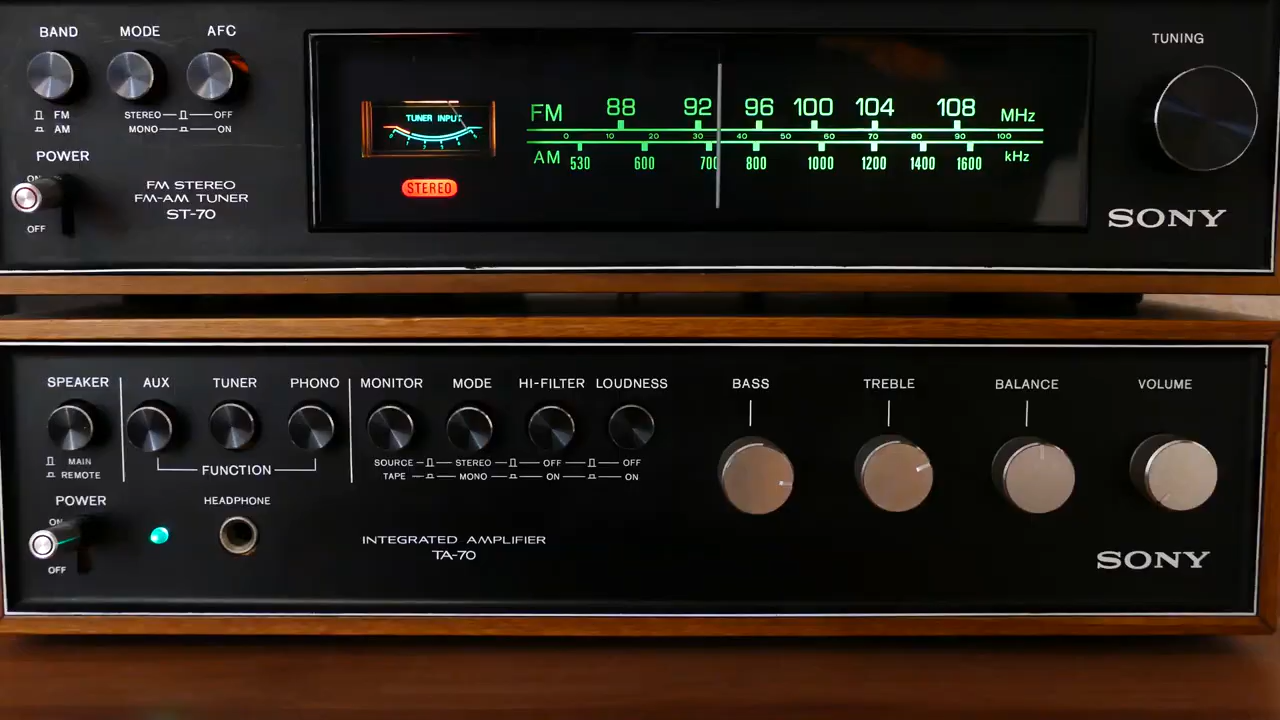 BAND MODE AFC
TUNING
FM STEREO OFF
AM MONO ON
POWER
ON
OFF
FM STEREO
FM-AM TUNER
ST-70
TUNER INPUT
STEREO
FM 88 92 96 100 104 108 MHz
0 10 20 30 40 50 60 70 80 90 100
AM 530 600 700 800 1000 1200 1400 1600 kHz
SONY
SPEAKER AUX TUNER PHONO MONITOR MODE HI-FILTER LOUDNESS BASS TREBLE BALANCE VOLUME
MAIN
REMOTE
FUNCTION
SOURCE STEREO OFF OFF
TAPE MONO ON ON
POWER
ON
OFF
HEADPHONE
INTEGRATED AMPLIFIER
TA-70
SONY